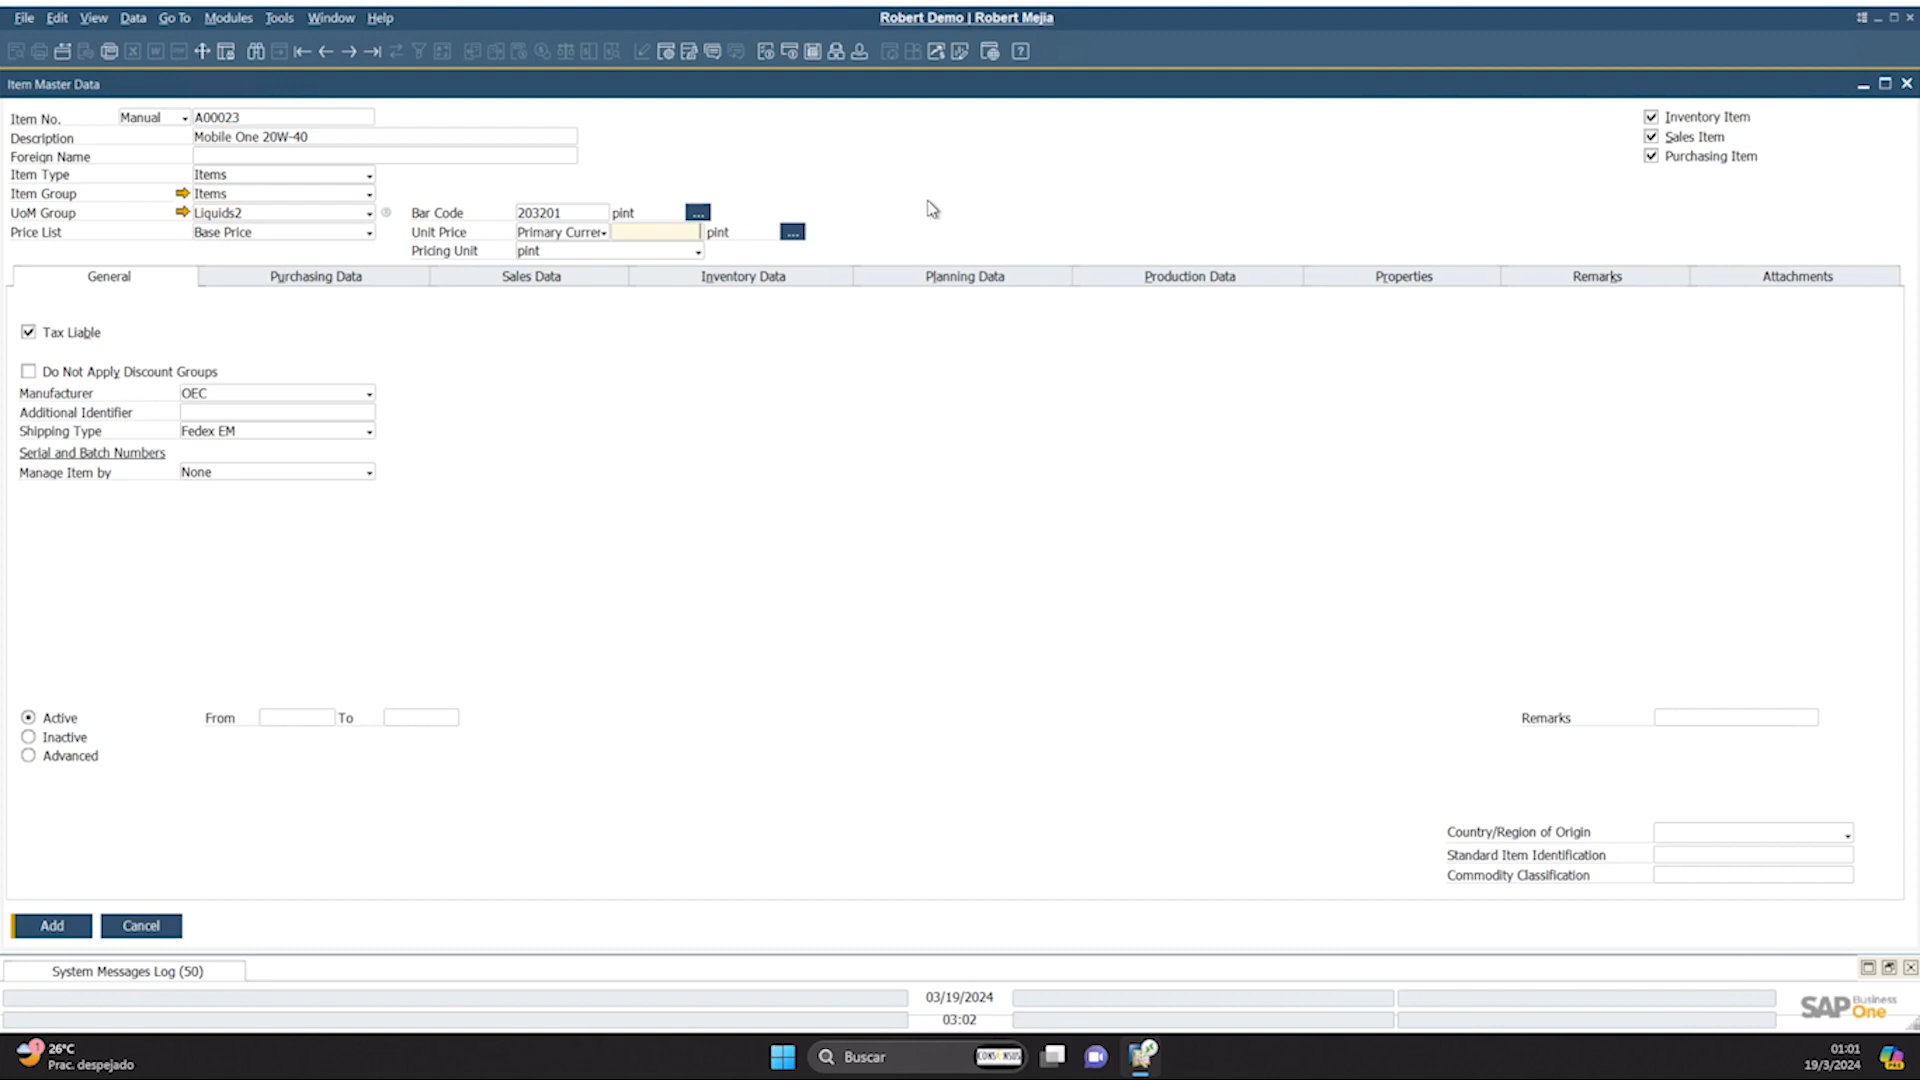 File Edit View Data Go To Modules Tools Window Help
Robert Demo | Robert Mejia
Item Master Data
Item No. Manual A00023
Description Mobile One 20W-40
Foreign Name
Item Type Items
Item Group Items
UoM Group Liquids2
Price List Base Price
Bar Code 203201 pint ...
Unit Price Primary Curren pint ...
Pricing Unit pint
Inventory Item
Sales Item
Purchasing Item
General Purchasing Data Sales Data Inventory Data Planning Data Production Data Properties Remarks Attachments
Tax Liable
Do Not Apply Discount Groups
Manufacturer OEC
Additional Identifier
Shipping Type Fedex EM
Serial and Batch Numbers
Manage Item by None
Active From To
Inactive
Advanced
Remarks
Country/Region of Origin
Standard Item Identification
Commodity Classification
Add Cancel
System Messages Log (50)
03/19/2024
03:02
SAP Business One
26°C
Prac. despejado
Buscar
CONSENSUS
01:01
19/3/2024